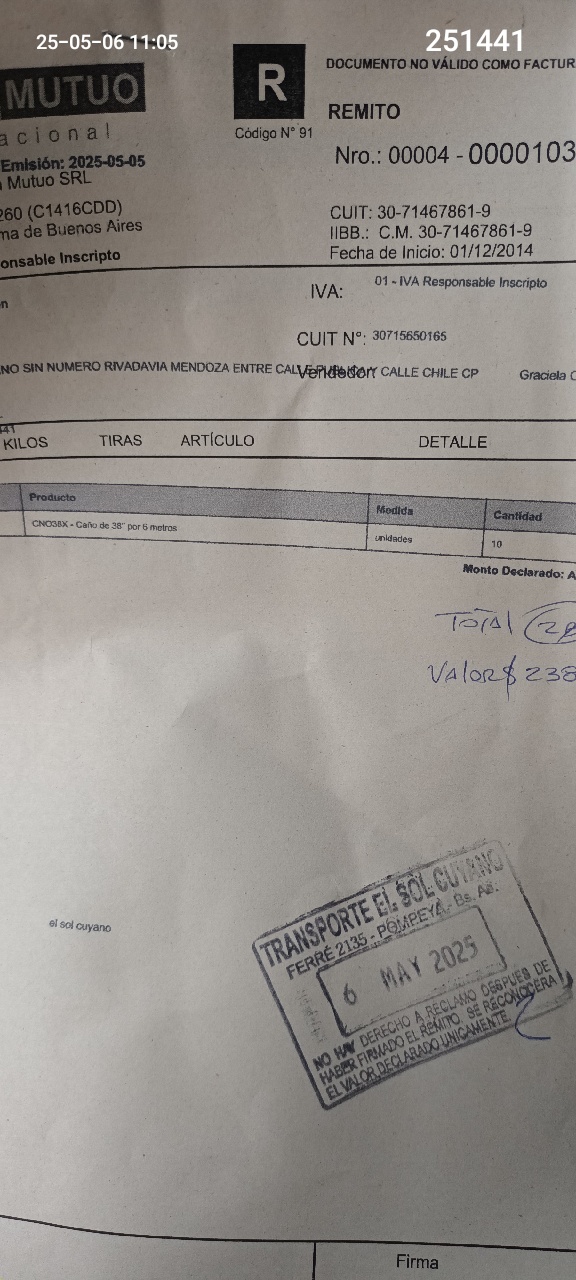 25-05-06 11:05
251441
MUTUO
R
DOCUMENTO NO VÁLIDO COMO FACTUR
acional
Código N° 91
REMITO
Emisión: 2025-05-05
Nro.: 00004 - 0000103
Mutuo SRL
260 (C1416CDD)
CUIT: 30-71467861-9
ma de Buenos Aires
IIBB.: C.M. 30-71467861-9
onsable Inscripto
Fecha de Inicio: 01/12/2014
IVA: 01 - IVA Responsable Inscripto
n
CUIT N°: 30715650165
NO SIN NUMERO RIVADAVIA MENDOZA ENTRE CALLE CHILE CP
Vendedor:
Graciela C
KILOS TIRAS ARTÍCULO DETALLE
Producto Medida Cantidad
CNO38X - Caño de 38" por 6 metros unidades 10
Monto Declarado: A
TOTAL 28
VALOR $ 238
TRANSPORTE EL SOL CUYANO
FERRÉ 2135 - POMPEYA - Bs. As.
6 MAY 2025
NO HAY DERECHO A RECLAMO DESPUES DE
HABER FIRMADO EL REMITO. SE RECONOCERA
EL VALOR DECLARADO UNICAMENTE.
el sol cuyano
Firma